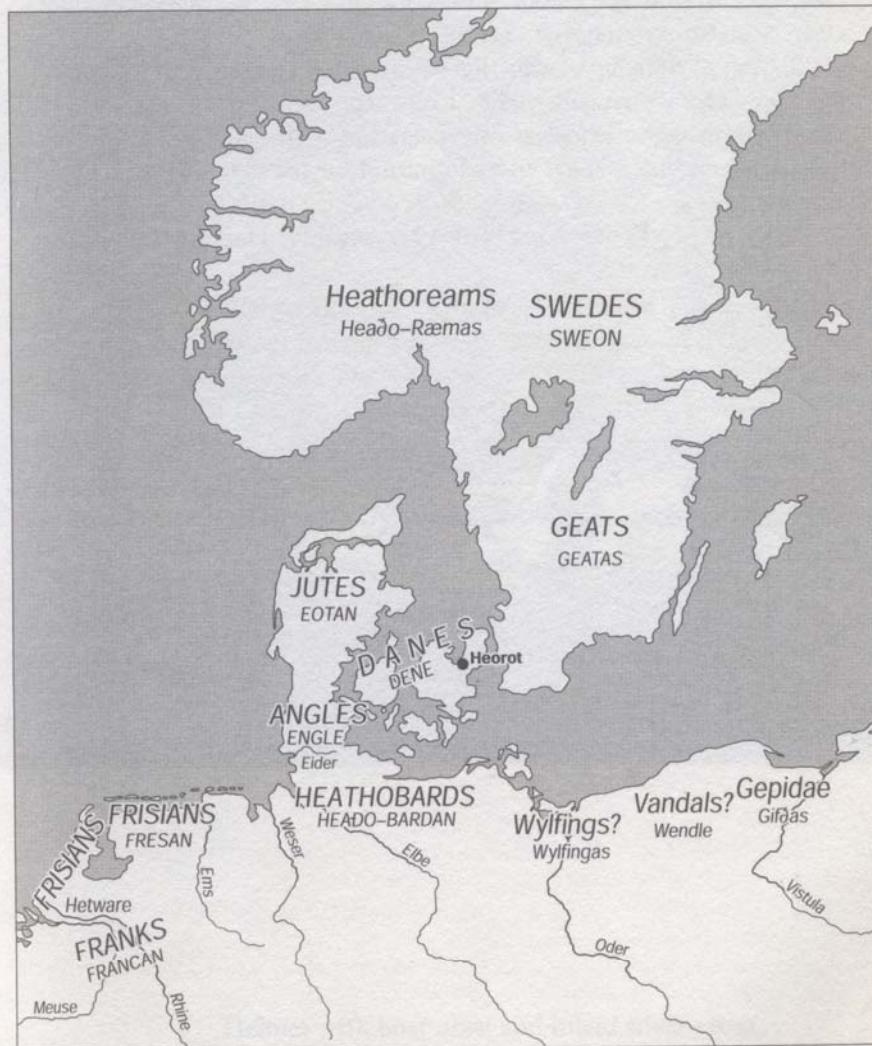 Heathoreams
Heaðo–Ræmas
SWEDES
SWEON
GEATS
GEATAS
JUTES
EOTAN
DANES
DENE
Heorot
ANGLES
ENGLE
Eider
HEATHOBARDS
HEAÐO–BARDAN
Wylfings?
Wylfingas
Vandals?
Wendle
Gepidae
Gifðas
FRISIANS
FRISIANS
FRESAN
Hetware
FRANKS
FRANCAN
Meuse
Rhine
Ems
Weser
Elbe
Oder
Vistula